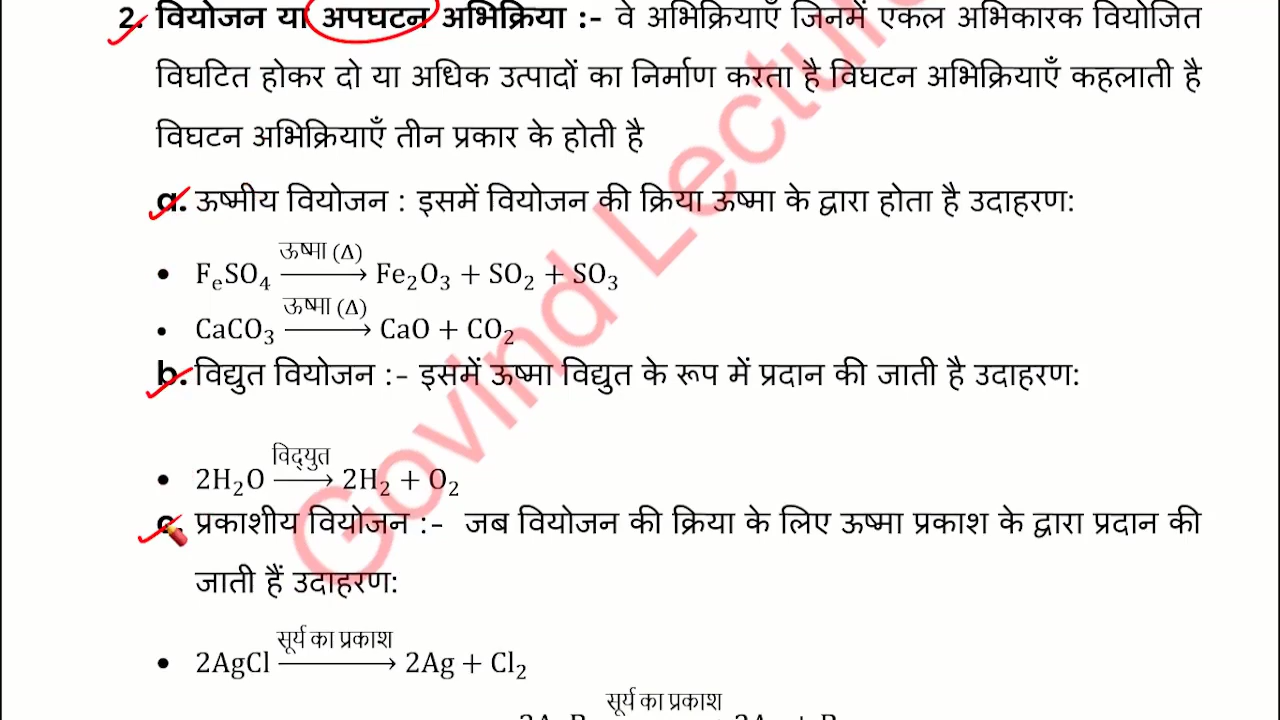 2. वियोजन या अपघटन अभिक्रिया :- वे अभिक्रियाएँ जिनमें एकल अभिकारक वियोजित
विघटित होकर दो या अधिक उत्पादों का निर्माण करता है विघटन अभिक्रियाएँ कहलाती है
विघटन अभिक्रियाएँ तीन प्रकार के होती है
a. ऊष्मीय वियोजन : इसमें वियोजन की क्रिया ऊष्मा के द्वारा होता है उदाहरण:
• FₑSO₄ ऊष्मा (Δ) ⟶ Fe₂O₃ + SO₂ + SO₃
• CaCO₃ ऊष्मा (Δ) ⟶ CaO + CO₂
b. विद्युत वियोजन :- इसमें ऊष्मा विद्युत के रूप में प्रदान की जाती है उदाहरण:
• 2H₂O विद्युत ⟶ 2H₂ + O₂
c. प्रकाशीय वियोजन :- जब वियोजन की क्रिया के लिए ऊष्मा प्रकाश के द्वारा प्रदान की
जाती हैं उदाहरण:
• 2AgCl सूर्य का प्रकाश ⟶ 2Ag + Cl₂
सूर्य का प्रकाश
Govind Lecture